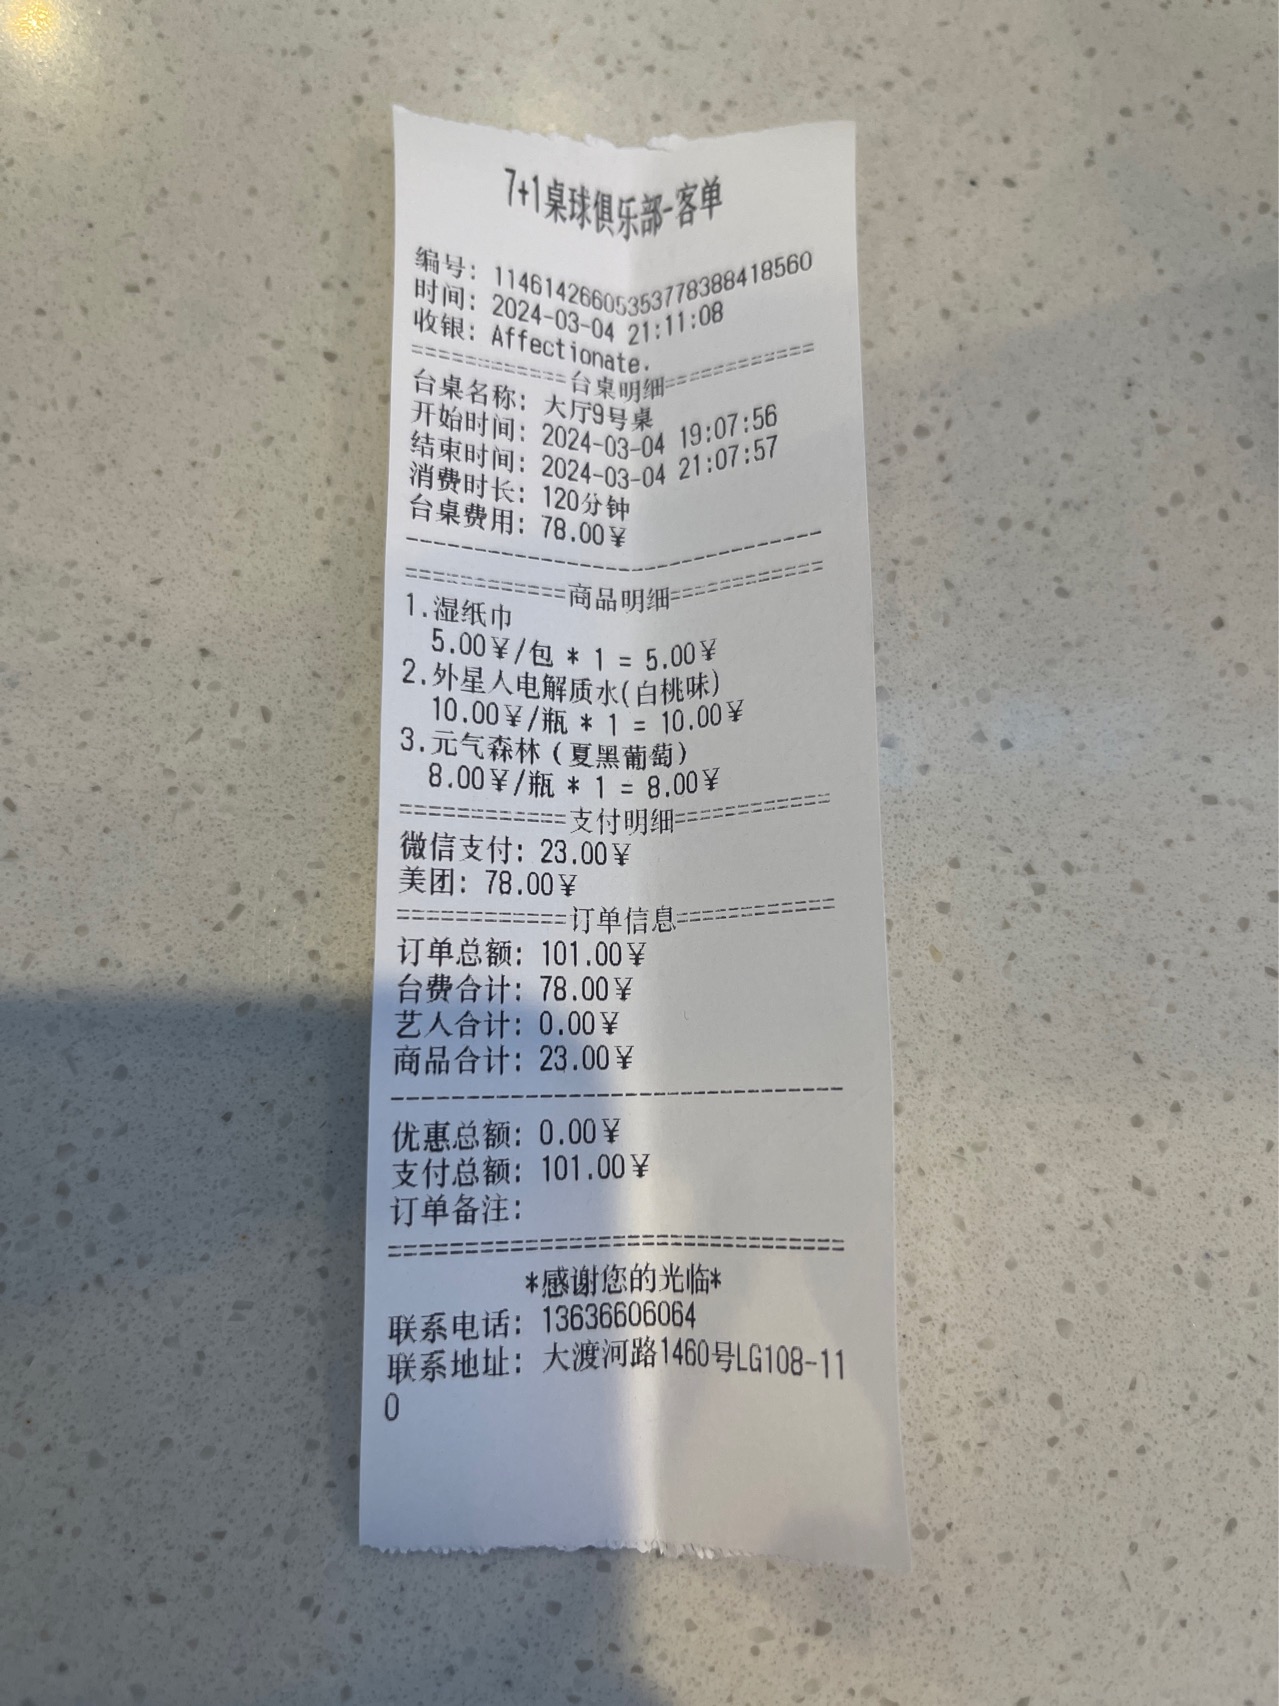 7+1桌球俱乐部-客单
编号: 1146142660535377838841​8560
时间: 2024-03-04 21:11:08
收银: Affectionate.
============台桌明细============
台桌名称: 大厅9号桌
开始时间: 2024-03-04 19:07:56
结束时间: 2024-03-04 21:07:57
消费时长: 120分钟
台桌费用: 78.00¥
--------------------------------
============商品明细============
1.湿纸巾
5.00¥/包 * 1 = 5.00¥
2.外星人电解质水(白桃味)
10.00¥/瓶 * 1 = 10.00¥
3.元气森林（夏黑葡萄）
8.00¥/瓶 * 1 = 8.00¥
============支付明细============
微信支付: 23.00¥
美团: 78.00¥
============订单信息============
订单总额: 101.00¥
台费合计: 78.00¥
艺人合计: 0.00¥
商品合计: 23.00¥
--------------------------------
优惠总额: 0.00¥
支付总额: 101.00¥
订单备注:
================================
*感谢您的光临*
联系电话: 13636606064
联系地址: 大渡河路1460号LG108-11
0